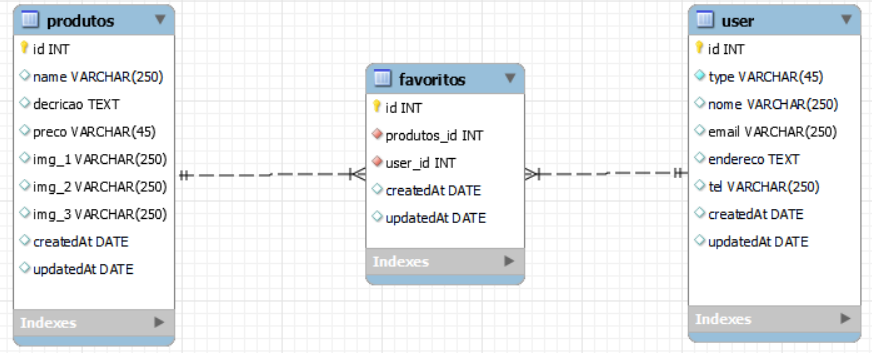 produtos
id INT
name VARCHAR(250)
decricao TEXT
preco VARCHAR(45)
img_1 VARCHAR(250)
img_2 VARCHAR(250)
img_3 VARCHAR(250)
createdAt DATE
updatedAt DATE
Indexes
favoritos
id INT
produtos_id INT
user_id INT
createdAt DATE
updatedAt DATE
Indexes
user
id INT
type VARCHAR(45)
nome VARCHAR(250)
email VARCHAR(250)
endereco TEXT
tel VARCHAR(250)
createdAt DATE
updatedAt DATE
Indexes